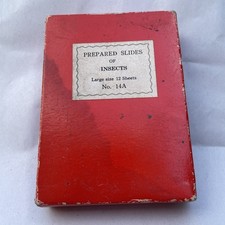 PREPARED SLIDES
OF
INSECTS
Large size 12 Sheets
No. 14A